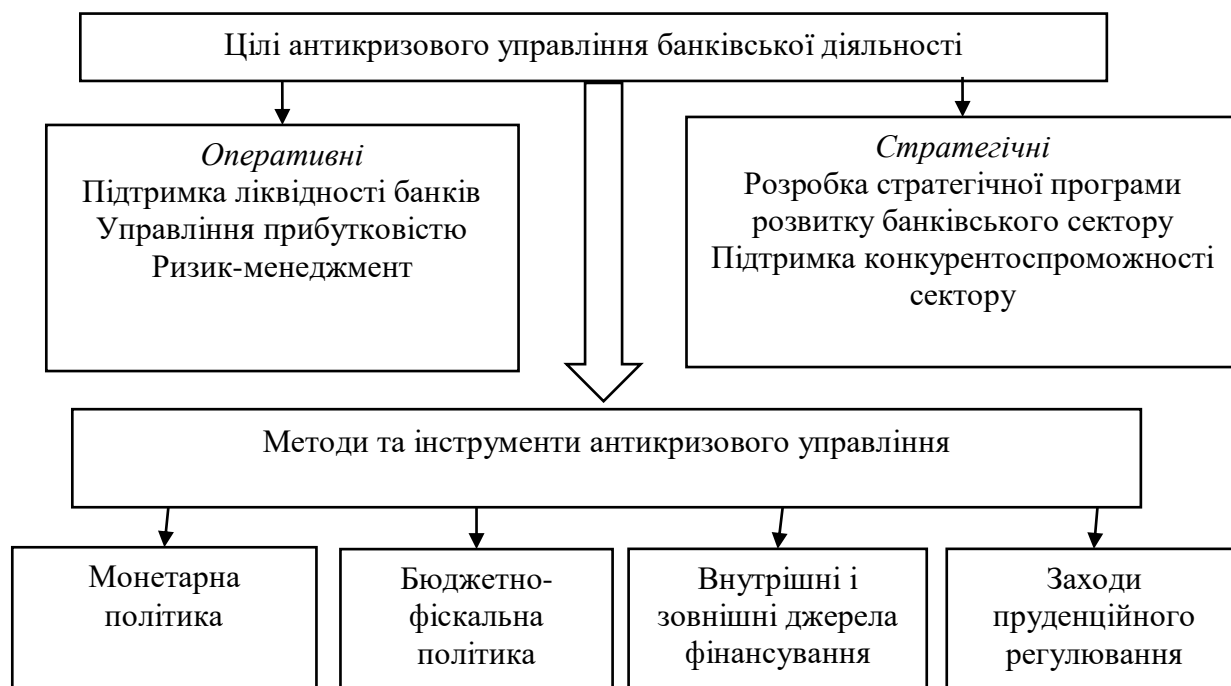 Цілі антикризового управління банківської діяльності
Оперативні
Підтримка ліквідності банків
Управління прибутковістю
Ризик-менеджмент
Стратегічні
Розробка стратегічної програми
розвитку банківського сектору
Підтримка конкурентоспроможності
сектору
Методи та інструменти антикризового управління
Монетарна
політика
Бюджетно-
фіскальна
політика
Внутрішні і
зовнішні джерела
фінансування
Заходи
пруденційного
регулювання